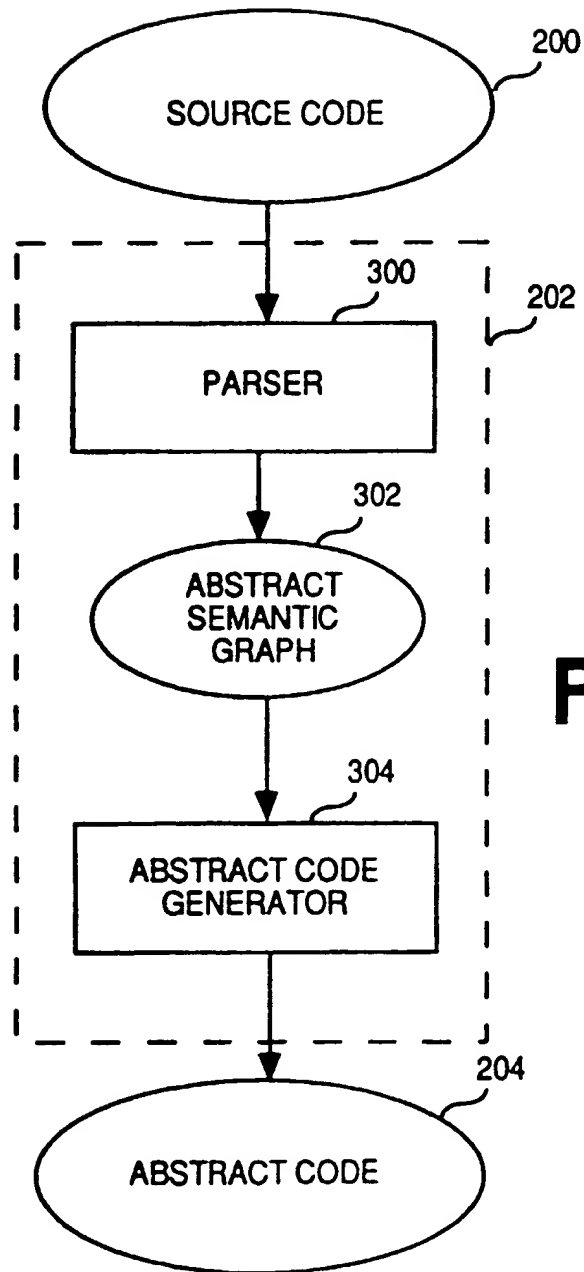 200
SOURCE CODE
300
202
PARSER
302
ABSTRACT
SEMANTIC
GRAPH
304
ABSTRACT CODE
GENERATOR
204
ABSTRACT CODE